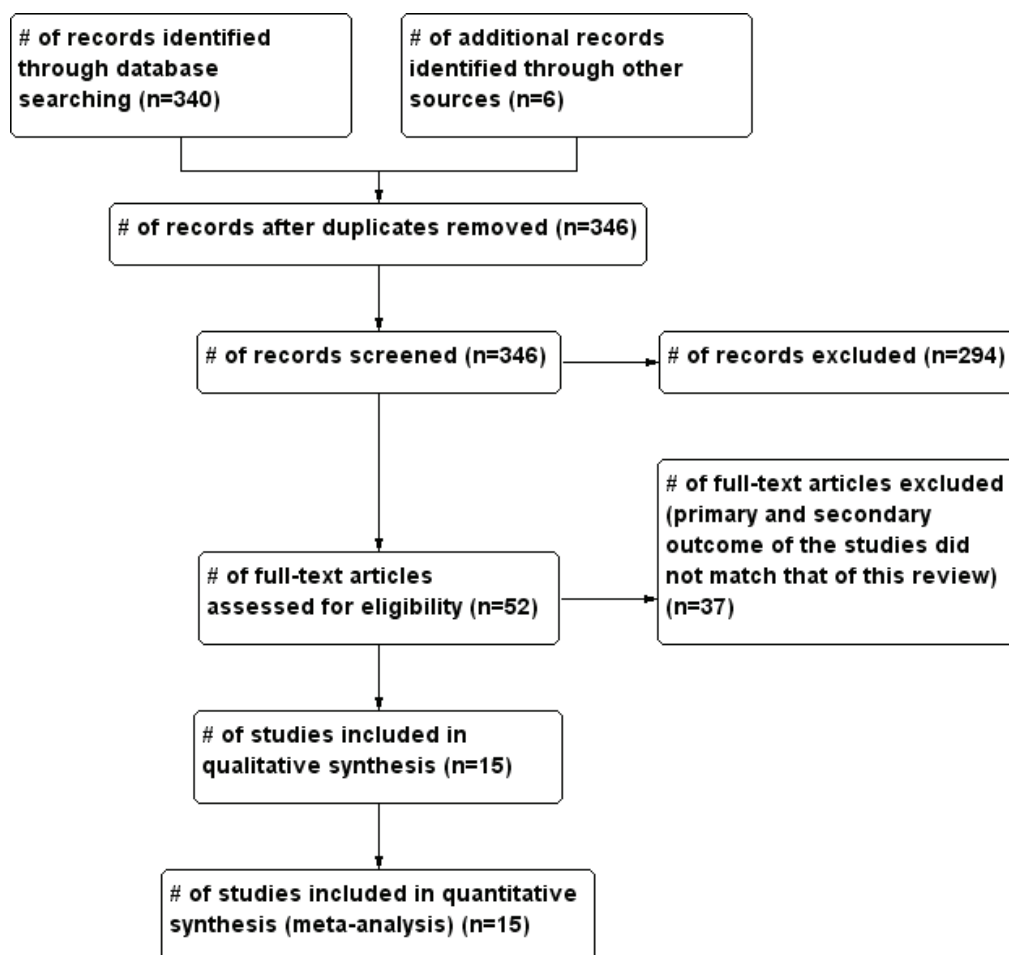 # of records identified
through database
searching (n=340)
# of additional records
identified through other
sources (n=6)
# of records after duplicates removed (n=346)
# of records screened (n=346)
# of records excluded (n=294)
# of full-text articles
assessed for eligibility (n=52)
# of full-text articles excluded
(primary and secondary
outcome of the studies did
not match that of this review)
(n=37)
# of studies included in
qualitative synthesis (n=15)
# of studies included in quantitative
synthesis (meta-analysis) (n=15)